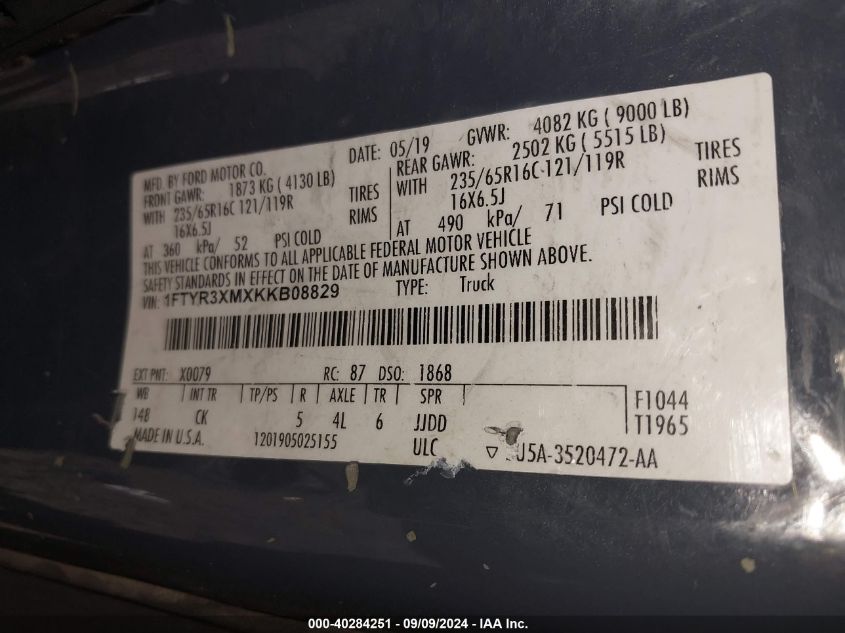 MFD. BY FORD MOTOR CO.
DATE: 05/19
GVWR: 4082 KG ( 9000 LB)
FRONT GAWR: 1873 KG ( 4130 LB)
REAR GAWR: 2502 KG ( 5515 LB)
WITH 235/65R16C 121/119R TIRES
WITH 235/65R16C-121/119R TIRES
16X6.5J RIMS
16X6.5J RIMS
AT 360 kPa/ 52 PSI COLD
AT 490 kPa/ 71 PSI COLD
THIS VEHICLE CONFORMS TO ALL APPLICABLE FEDERAL MOTOR VEHICLE
SAFETY STANDARDS IN EFFECT ON THE DATE OF MANUFACTURE SHOWN ABOVE.
VIN: 1FTYR3XMXKKB08829
TYPE: Truck
EXT PNT: X0079 RC: 87 DSO: 1868
WB INT TR TP/PS R AXLE TR SPR
148 CK 5 4L 6 JJDD
F1044
T1965
MADE IN U.S.A. 1201905025155 ULC
U5A-3520472-AA
000-40284251 - 09/09/2024 - IAA Inc.